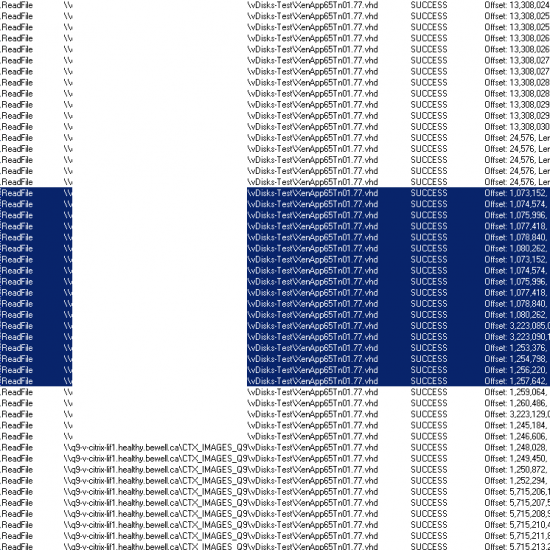 ReadFile \\ \vDisks-Test\XenApp65Tn01.77.vhd SUCCESS Offset: 13,308,024
ReadFile \\ \vDisks-Test\XenApp65Tn01.77.vhd SUCCESS Offset: 13,308,025
ReadFile \\ \vDisks-Test\XenApp65Tn01.77.vhd SUCCESS Offset: 13,308,025
ReadFile \\ \vDisks-Test\XenApp65Tn01.77.vhd SUCCESS Offset: 13,308,026
ReadFile \\ \vDisks-Test\XenApp65Tn01.77.vhd SUCCESS Offset: 13,308,026
ReadFile \\ \vDisks-Test\XenApp65Tn01.77.vhd SUCCESS Offset: 13,308,027
ReadFile \\ \vDisks-Test\XenApp65Tn01.77.vhd SUCCESS Offset: 13,308,027
ReadFile \\ \vDisks-Test\XenApp65Tn01.77.vhd SUCCESS Offset: 13,308,028
ReadFile \\ \vDisks-Test\XenApp65Tn01.77.vhd SUCCESS Offset: 13,308,028
ReadFile \\ \vDisks-Test\XenApp65Tn01.77.vhd SUCCESS Offset: 13,308,029
ReadFile \\ \vDisks-Test\XenApp65Tn01.77.vhd SUCCESS Offset: 13,308,029
ReadFile \\ \vDisks-Test\XenApp65Tn01.77.vhd SUCCESS Offset: 13,308,030
ReadFile \\ \vDisks-Test\XenApp65Tn01.77.vhd SUCCESS Offset: 24,576, Len
ReadFile \\ \vDisks-Test\XenApp65Tn01.77.vhd SUCCESS Offset: 24,576, Len
ReadFile \\ \vDisks-Test\XenApp65Tn01.77.vhd SUCCESS Offset: 24,576, Len
ReadFile \\ \vDisks-Test\XenApp65Tn01.77.vhd SUCCESS Offset: 24,576, Len
ReadFile \\ \vDisks-Test\XenApp65Tn01.77.vhd SUCCESS Offset: 24,576, Len
ReadFile \\ \vDisks-Test\XenApp65Tn01.77.vhd SUCCESS Offset: 1,073,152,
ReadFile \\ \vDisks-Test\XenApp65Tn01.77.vhd SUCCESS Offset: 1,074,574,
ReadFile \\ \vDisks-Test\XenApp65Tn01.77.vhd SUCCESS Offset: 1,075,996,
ReadFile \\ \vDisks-Test\XenApp65Tn01.77.vhd SUCCESS Offset: 1,077,418,
ReadFile \\ \vDisks-Test\XenApp65Tn01.77.vhd SUCCESS Offset: 1,078,840,
ReadFile \\ \vDisks-Test\XenApp65Tn01.77.vhd SUCCESS Offset: 1,080,262,
ReadFile \\ \vDisks-Test\XenApp65Tn01.77.vhd SUCCESS Offset: 1,073,152,
ReadFile \\ \vDisks-Test\XenApp65Tn01.77.vhd SUCCESS Offset: 1,074,574,
ReadFile \\ \vDisks-Test\XenApp65Tn01.77.vhd SUCCESS Offset: 1,075,996,
ReadFile \\ \vDisks-Test\XenApp65Tn01.77.vhd SUCCESS Offset: 1,077,418,
ReadFile \\ \vDisks-Test\XenApp65Tn01.77.vhd SUCCESS Offset: 1,078,840,
ReadFile \\ \vDisks-Test\XenApp65Tn01.77.vhd SUCCESS Offset: 1,080,262,
ReadFile \\ \vDisks-Test\XenApp65Tn01.77.vhd SUCCESS Offset: 3,223,085,0
ReadFile \\ \vDisks-Test\XenApp65Tn01.77.vhd SUCCESS Offset: 3,223,090,1
ReadFile \\ \vDisks-Test\XenApp65Tn01.77.vhd SUCCESS Offset: 1,253,376,
ReadFile \\ \vDisks-Test\XenApp65Tn01.77.vhd SUCCESS Offset: 1,254,798,
ReadFile \\ \vDisks-Test\XenApp65Tn01.77.vhd SUCCESS Offset: 1,256,220,
ReadFile \\ \vDisks-Test\XenApp65Tn01.77.vhd SUCCESS Offset: 1,257,642,
ReadFile \\ \vDisks-Test\XenApp65Tn01.77.vhd SUCCESS Offset: 1,259,064,
ReadFile \\ \vDisks-Test\XenApp65Tn01.77.vhd SUCCESS Offset: 1,260,486,
ReadFile \\ \vDisks-Test\XenApp65Tn01.77.vhd SUCCESS Offset: 3,223,129,0
ReadFile \\ \vDisks-Test\XenApp65Tn01.77.vhd SUCCESS Offset: 1,245,184,
ReadFile \\ \vDisks-Test\XenApp65Tn01.77.vhd SUCCESS Offset: 1,246,606,
ReadFile \\q9-v-citrix-lif1.healthy.bewell.ca\CTX_IMAGES_Q9\vDisks-Test\XenApp65Tn01.77.vhd SUCCESS Offset: 1,248,028,
ReadFile \\q9-v-citrix-lif1.healthy.bewell.ca\CTX_IMAGES_Q9\vDisks-Test\XenApp65Tn01.77.vhd SUCCESS Offset: 1,249,450,
ReadFile \\q9-v-citrix-lif1.healthy.bewell.ca\CTX_IMAGES_Q9\vDisks-Test\XenApp65Tn01.77.vhd SUCCESS Offset: 1,250,872,
ReadFile \\q9-v-citrix-lif1.healthy.bewell.ca\CTX_IMAGES_Q9\vDisks-Test\XenApp65Tn01.77.vhd SUCCESS Offset: 1,252,294,
ReadFile \\q9-v-citrix-lif1.healthy.bewell.ca\CTX_IMAGES_Q9\vDisks-Test\XenApp65Tn01.77.vhd SUCCESS Offset: 5,715,206,1
ReadFile \\q9-v-citrix-lif1.healthy.bewell.ca\CTX_IMAGES_Q9\vDisks-Test\XenApp65Tn01.77.vhd SUCCESS Offset: 5,715,207,5
ReadFile \\q9-v-citrix-lif1.healthy.bewell.ca\CTX_IMAGES_Q9\vDisks-Test\XenApp65Tn01.77.vhd SUCCESS Offset: 5,715,208,9
ReadFile \\q9-v-citrix-lif1.healthy.bewell.ca\CTX_IMAGES_Q9\vDisks-Test\XenApp65Tn01.77.vhd SUCCESS Offset: 5,715,210,4
ReadFile \\q9-v-citrix-lif1.healthy.bewell.ca\CTX_IMAGES_Q9\vDisks-Test\XenApp65Tn01.77.vhd SUCCESS Offset: 5,715,211,8
ReadFile \\q9-v-citrix-lif1.healthy.bewell.ca\CTX_IMAGES_Q9\vDisks-Test\XenApp65Tn01.77.vhd SUCCESS Offset: 5,715,213,2